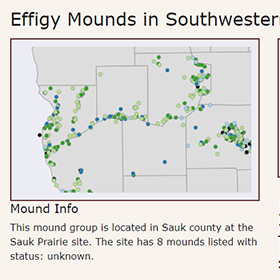 Effigy Mounds in Southwester
Mound Info
This mound group is located in Sauk county at the
Sauk Prairie site. The site has 8 mounds listed with
status: unknown.